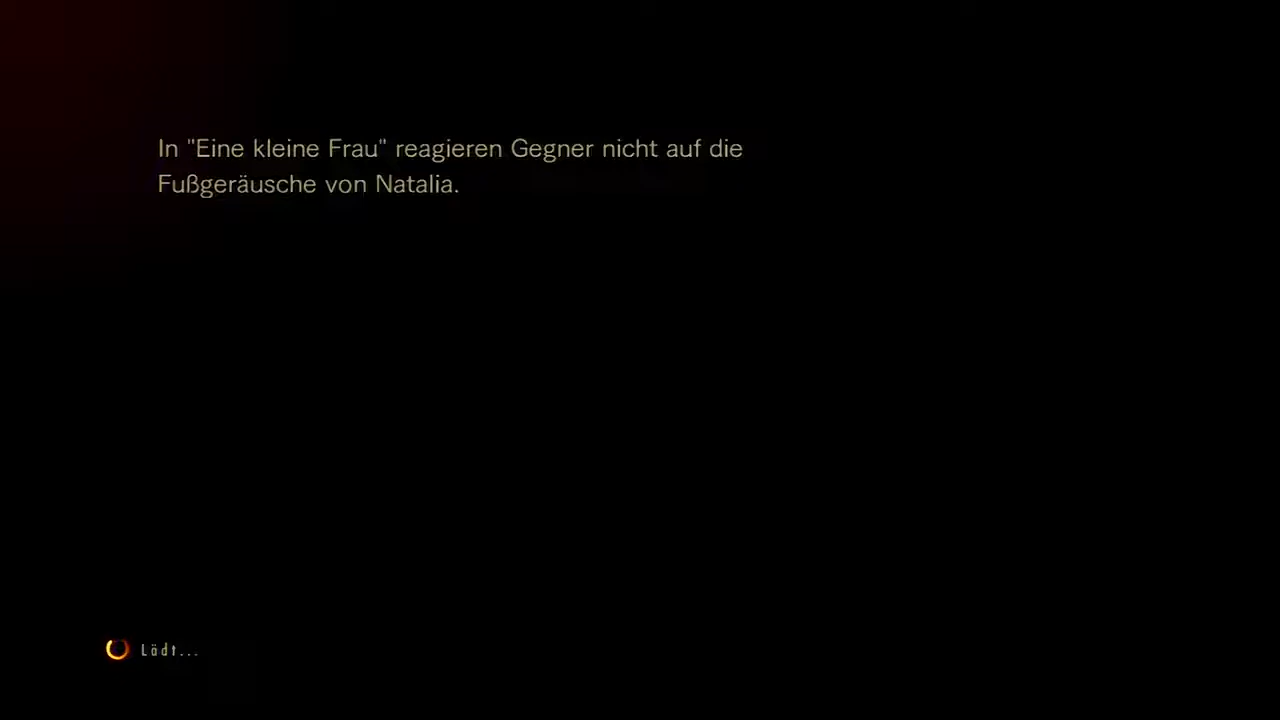 In "Eine kleine Frau" reagieren Gegner nicht auf die
Fußgeräusche von Natalia.
Lädt...